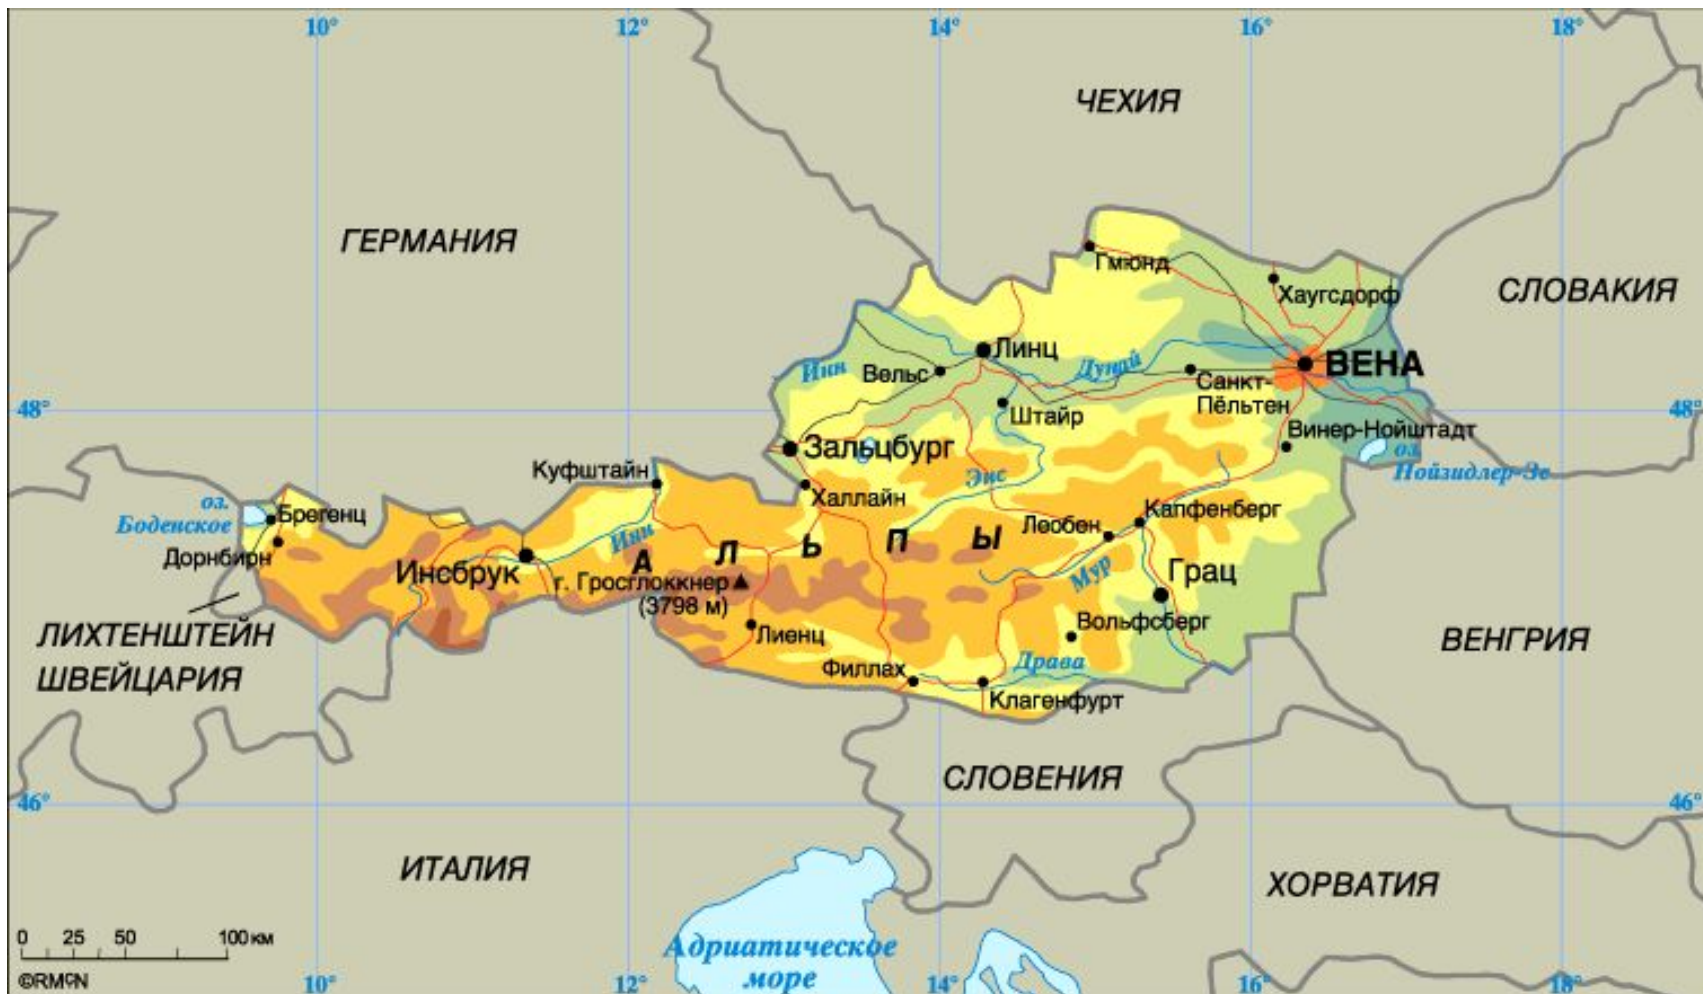 10°
12°
14°
16°
18°
ЧЕХИЯ
ГЕРМАНИЯ
Гмюнд
СЛОВАКИЯ
Хаугсдорф
Линц
Дунай
ВЕНА
Инн
Вельс
Санкт-
Пёльтен
48°
48°
Штайр
Винер-Нойштадт
Зальцбург
оз.
Нойзидлер-Зе
Куфштайн
Энс
Халлайн
оз.
Боденское
Брегенц
Капфенберг
Леобен
Дорнбирн
Инн
АЛЬПЫ
Инсбрук
г. Гросглоккнер
(3798 м)
Мур
Грац
ЛИХТЕНШТЕЙН
Лиенц
Вольфсберг
ВЕНГРИЯ
ШВЕЙЦАРИЯ
Филлах
Драва
Клагенфурт
СЛОВЕНИЯ
46°
46°
ИТАЛИЯ
ХОРВАТИЯ
0 25 50 100 км
Адриатическое
море
©RMCN
10°
12°
14°
16°
18°